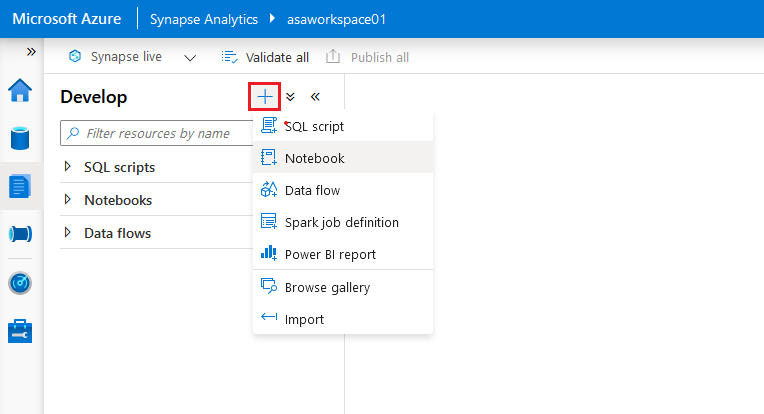 Microsoft Azure Synapse Analytics asaworkspace01
Synapse live Validate all Publish all
Develop
Filter resources by name
SQL scripts
Notebooks
Data flows
SQL script
Notebook
Data flow
Spark job definition
Power BI report
Browse gallery
Import